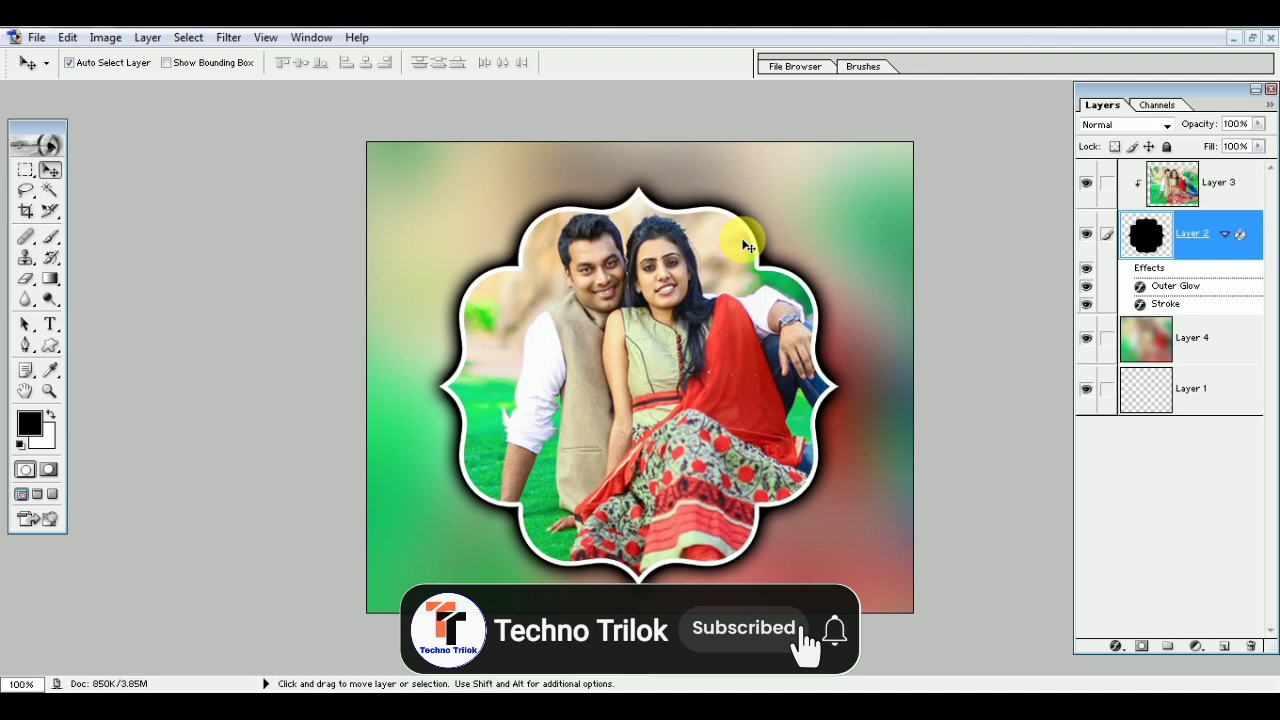 File Edit Image Layer Select Filter View Window Help
Auto Select Layer Show Bounding Box
File Browser Brushes
Layers Channels
Normal Opacity: 100%
Lock: Fill: 100%
Layer 3
Layer 2
Effects
Outer Glow
Stroke
Layer 4
Layer 1
T
Techno Trilok
Techno Trilok Subscribed
100% Doc: 850K/3.85M Click and drag to move layer or selection. Use Shift and Alt for additional options.